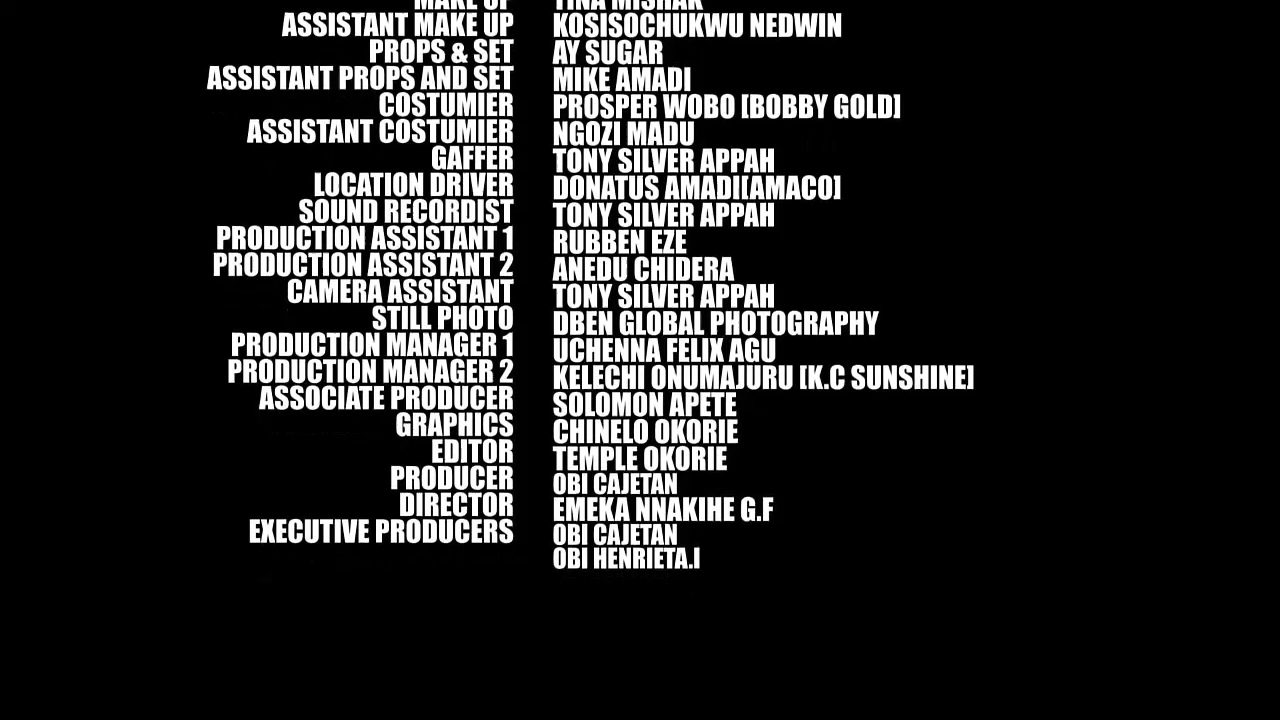 MAKE UP TINA MISHAK
ASSISTANT MAKE UP KOSISOCHUKWU NEDWIN
PROPS & SET AY SUGAR
ASSISTANT PROPS AND SET MIKE AMADI
COSTUMIER PROSPER WOBO [BOBBY GOLD]
ASSISTANT COSTUMIER NGOZI MADU
GAFFER TONY SILVER APPAH
LOCATION DRIVER DONATUS AMADI[AMACO]
SOUND RECORDIST TONY SILVER APPAH
PRODUCTION ASSISTANT 1 RUBBEN EZE
PRODUCTION ASSISTANT 2 ANEDU CHIDERA
CAMERA ASSISTANT TONY SILVER APPAH
STILL PHOTO DBEN GLOBAL PHOTOGRAPHY
PRODUCTION MANAGER 1 UCHENNA FELIX AGU
PRODUCTION MANAGER 2 KELECHI ONUMAJURU [K.C SUNSHINE]
ASSOCIATE PRODUCER SOLOMON APETE
GRAPHICS CHINELO OKORIE
EDITOR TEMPLE OKORIE
PRODUCER OBI CAJETAN
DIRECTOR EMEKA NNAKIHE G.F
EXECUTIVE PRODUCERS OBI CAJETAN
OBI HENRIETA.I